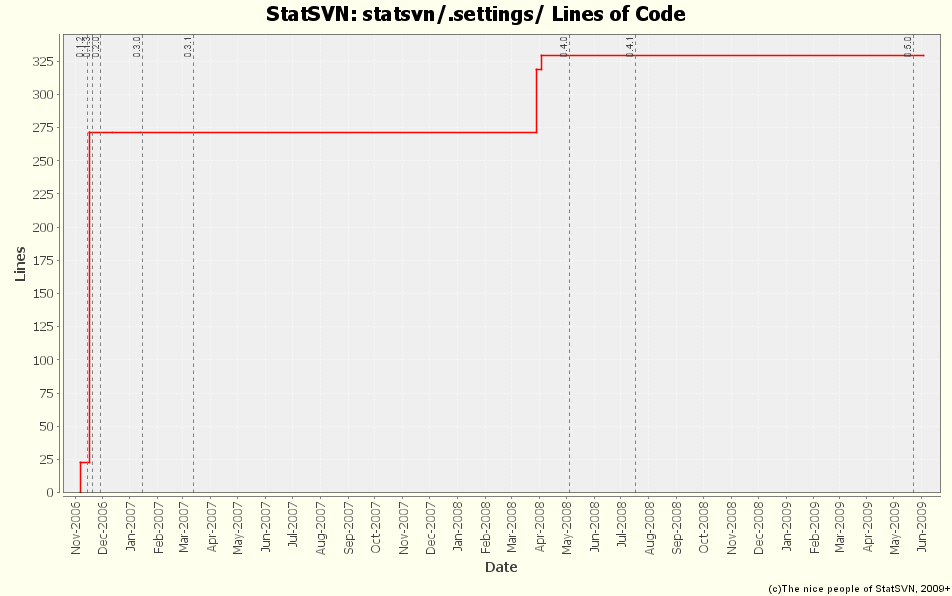 StatSVN: statsvn/.settings/ Lines of Code
0.1.2
0.1.3
0.2.0
0.3.0
0.3.1
0.4.0
0.4.1
0.5.0
Lines
325
300
275
250
225
200
175
150
125
100
75
50
25
0
Nov-2006
Dec-2006
Jan-2007
Feb-2007
Mar-2007
Apr-2007
May-2007
Jun-2007
Jul-2007
Aug-2007
Sep-2007
Oct-2007
Nov-2007
Dec-2007
Jan-2008
Feb-2008
Mar-2008
Apr-2008
May-2008
Jun-2008
Jul-2008
Aug-2008
Sep-2008
Oct-2008
Nov-2008
Dec-2008
Jan-2009
Feb-2009
Mar-2009
Apr-2009
May-2009
Jun-2009
Date
(c)The nice people of StatSVN, 2009+